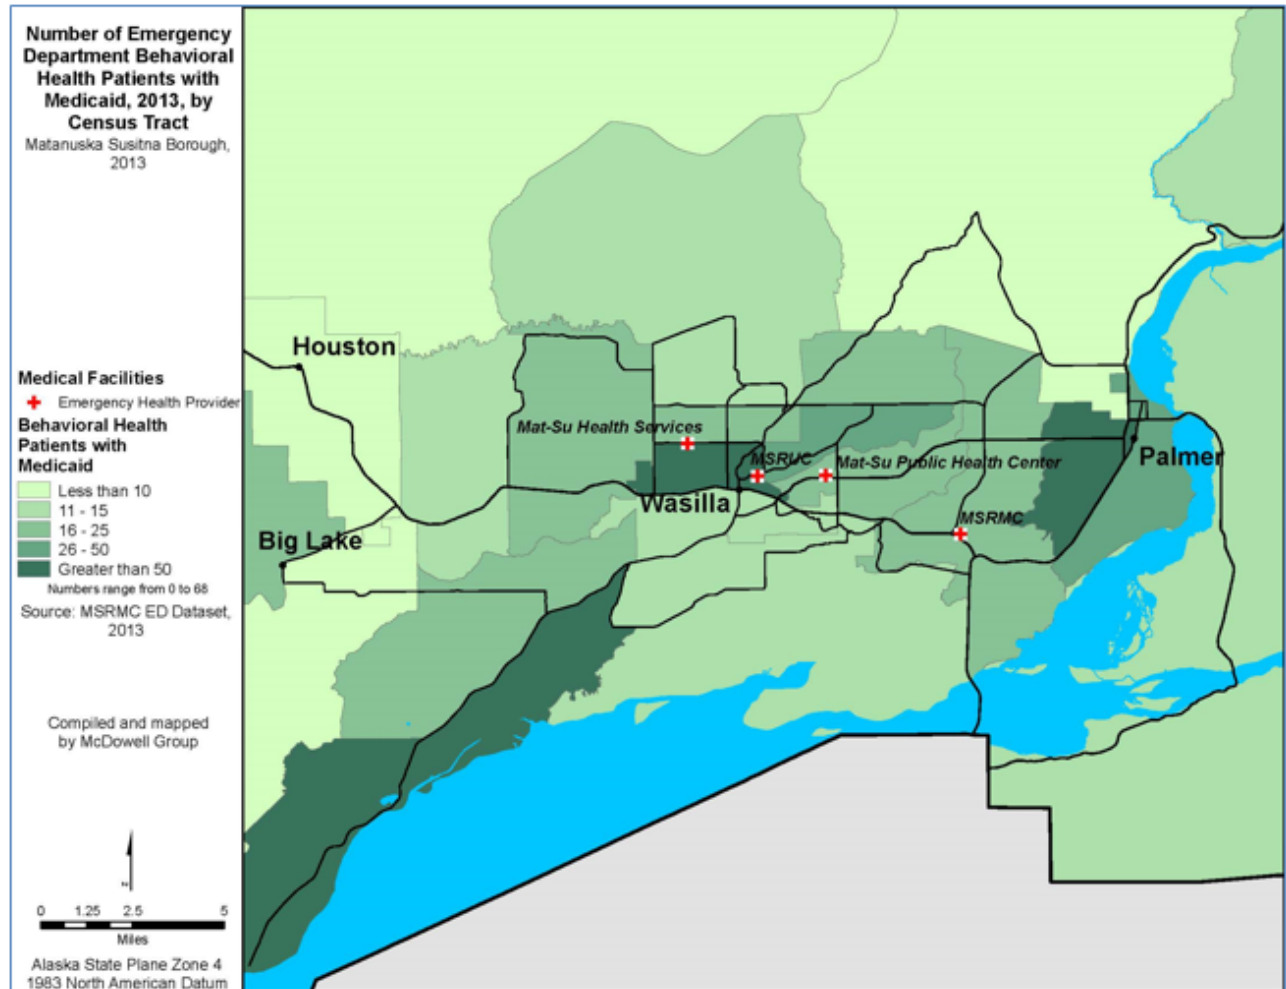 Number of Emergency
Department Behavioral
Health Patients with
Medicaid, 2013, by
Census Tract
Matanuska Susitna Borough,
2013
Medical Facilities
Emergency Health Provider
Behavioral Health
Patients with
Medicaid
Less than 10
11 - 15
16 - 25
26 - 50
Greater than 50
Numbers range from 0 to 68
Source: MSRMC ED Dataset,
2013
Compiled and mapped
by McDowell Group
N
0 1.25 2.5 5
Miles
Alaska State Plane Zone 4
1983 North American Datum
Houston
Mat-Su Health Services
MSRUC
Mat-Su Public Health Center
Palmer
Wasilla
MSRMC
Big Lake